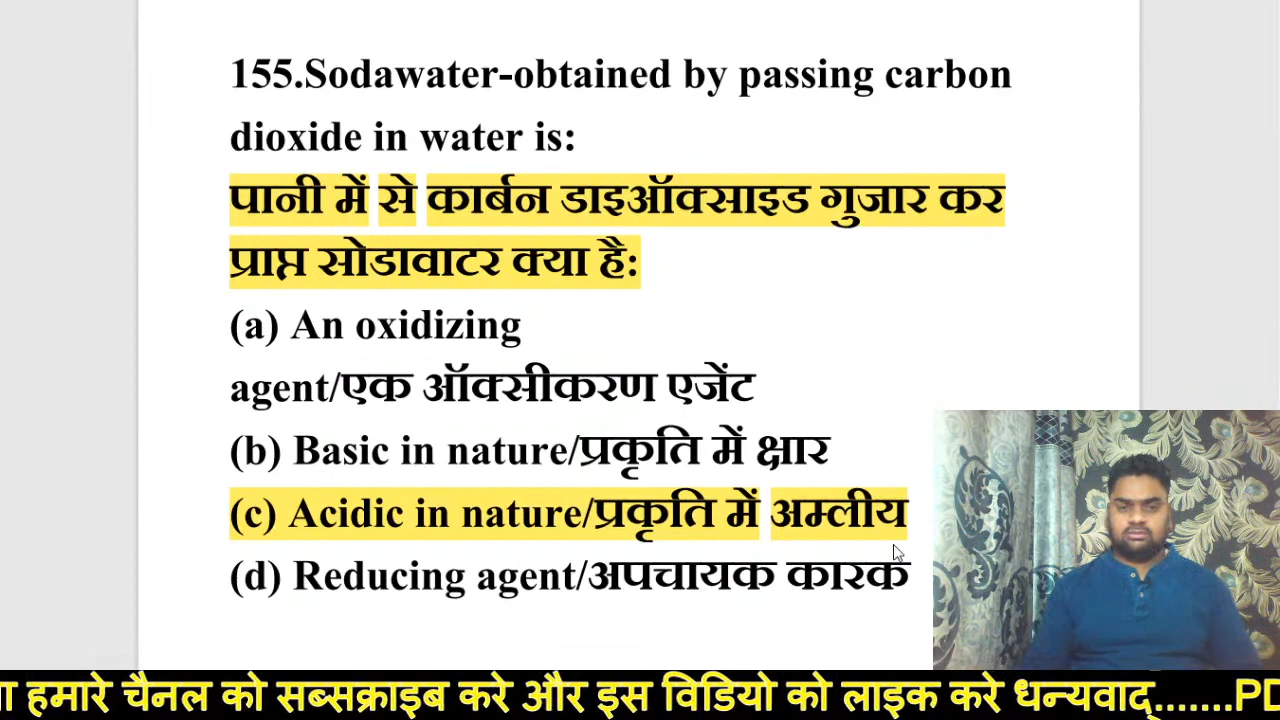 155.Sodawater-obtained by passing carbon
dioxide in water is:
पानी में से कार्बन डाइऑक्साइड गुजार कर
प्राप्त सोडावाटर क्या है:
(a) An oxidizing
agent/एक ऑक्सीकरण एजेंट
(b) Basic in nature/प्रकृति में क्षार
(c) Acidic in nature/प्रकृति में अम्लीय
(d) Reducing agent/अपचायक कारक
हमारे चैनल को सब्सक्राइब करे और इस विडियो को लाइक करे धन्यवाद.......PD